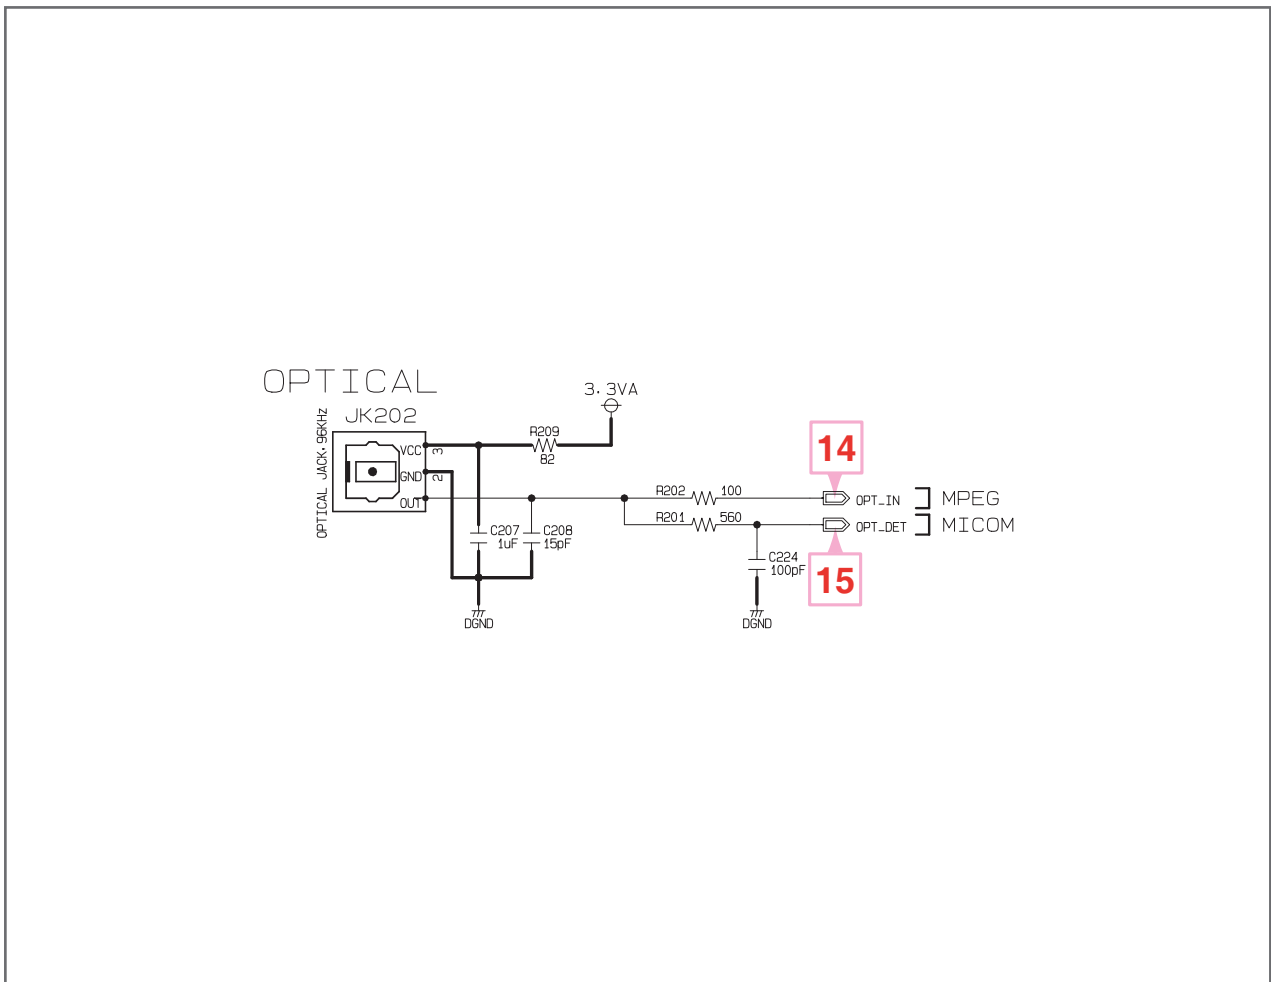 OPTICAL
JK202
OPTICAL JACK.96KHz
VCC
3
GND
2
OUT
3.3VA
R209
82
C207
1uF
C208
15pF
DGND
R202 100
R201 560
C224
100pF
DGND
14
OPT_IN
MPEG
OPT_DET
MICOM
15